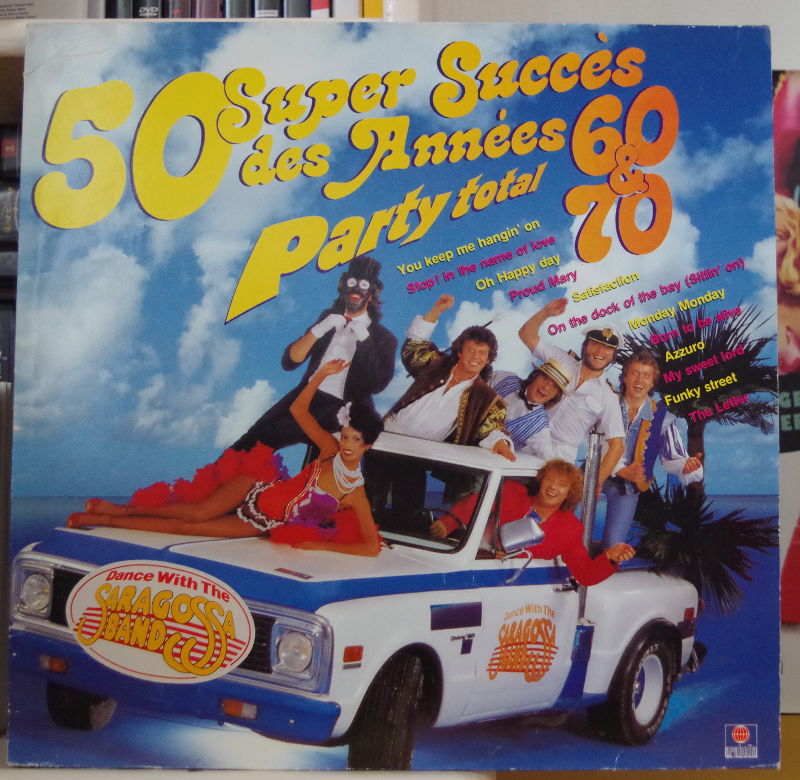 50 Super Succès
des Années 60
& 70
Party total
You keep me hangin' on
Stop! In the name of love
Oh Happy day
Proud Mary
Satisfaction
On the dock of the bay (Sittin' on)
Monday Monday
Born to be alive
Azzuro
My sweet lord
Funky street
The Letter
Dance With The
SARAGOSSA
BAND
Dance With The
SARAGOSSA
BAND
arabella
DVD